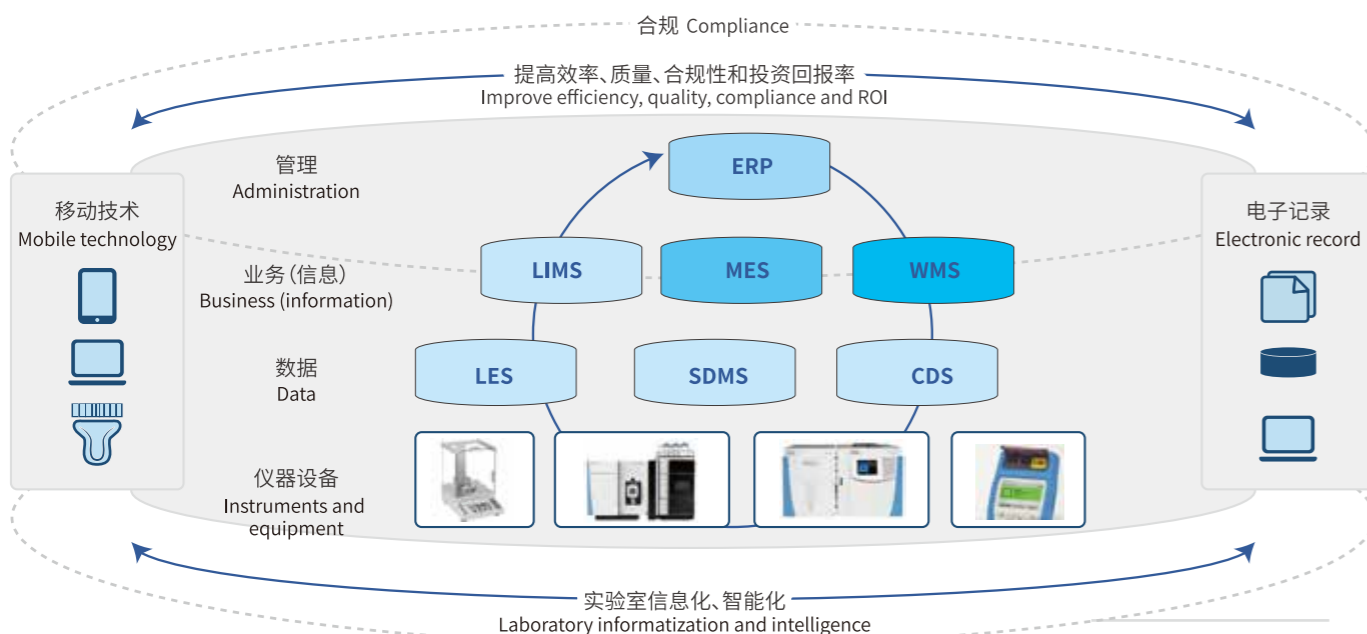 合规 Compliance
提高效率、质量、合规性和投资回报率
Improve efficiency, quality, compliance and ROI
管理
Administration
ERP
移动技术
Mobile technology
电子记录
Electronic record
业务(信息)
Business (information)
LIMS
MES
WMS
数据
Data
LES
SDMS
CDS
仪器设备
Instruments and
equipment
实验室信息化、智能化
Laboratory informatization and intelligence